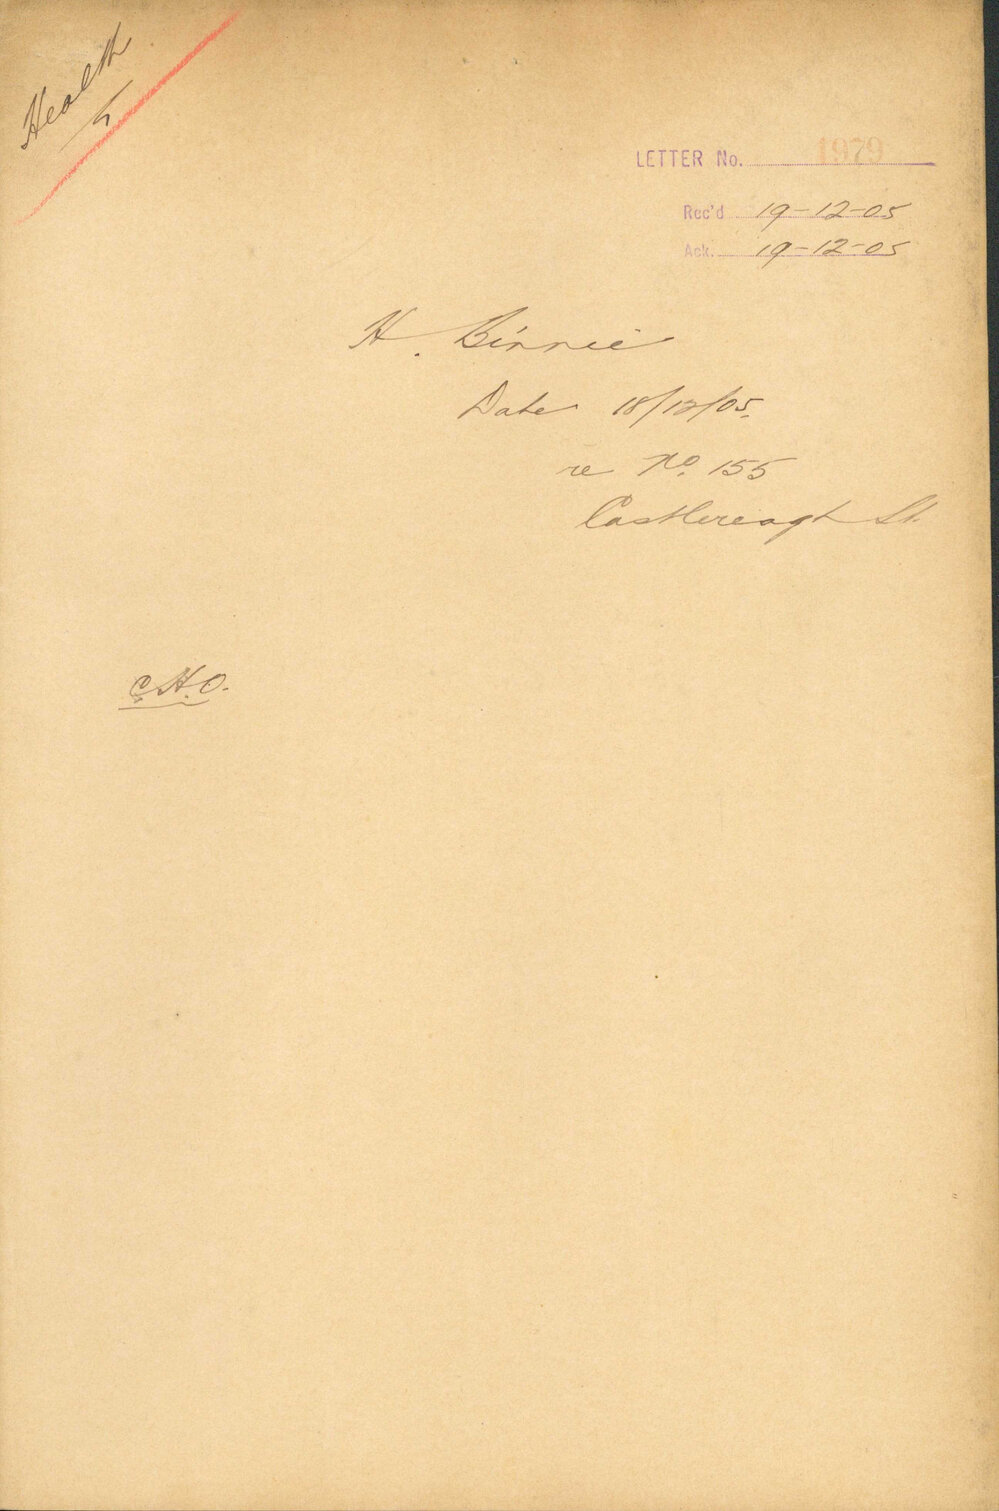 Health
LETTER No. 1979
Rec'd 19-12-05
Ack. 19-12-05
H. Binnie
Date 18/12/05.
re No. 155
Castlereagh St.
C.H.O.